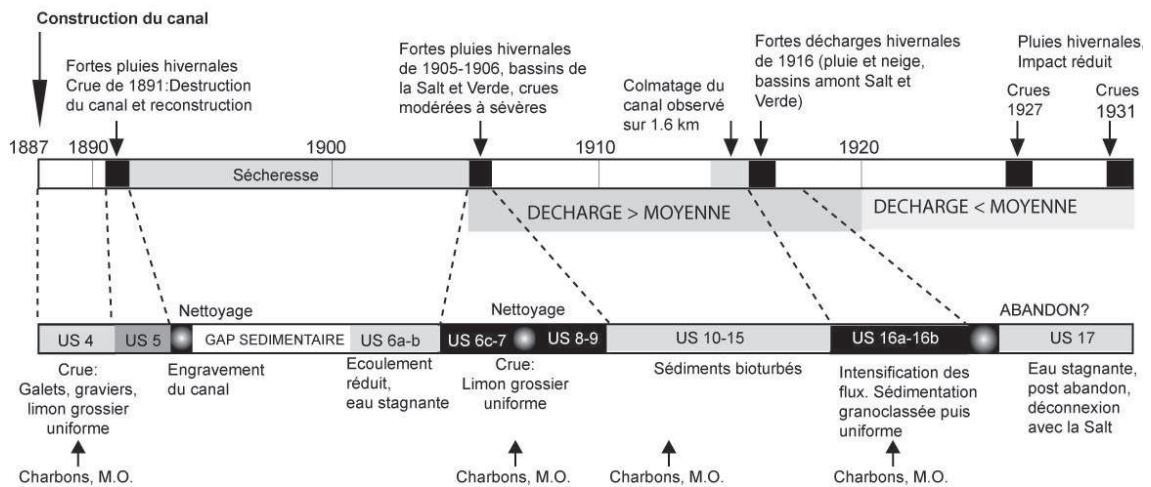 Construction du canal
Fortes pluies hivernales
Crue de 1891:Destruction
du canal et reconstruction
Fortes pluies hivernales
de 1905-1906, bassins de
la Salt et Verde, crues
modérées à sévères
Colmatage du
canal observé
sur 1.6 km
Fortes décharges hivernales
de 1916 (pluie et neige,
bassins amont Salt et
Verde)
Pluies hivernales,
Impact réduit
Crues
1927
Crues
1931
1887
1890
1900
1910
1920
Sécheresse
DECHARGE > MOYENNE
DECHARGE < MOYENNE
Nettoyage
Nettoyage
ABANDON?
US 4
US 5
GAP SEDIMENTAIRE
US 6a-b
US 6c-7
US 8-9
US 10-15
US 16a-16b
US 17
Crue:
Galets, graviers,
limon grossier
uniforme
Engravement
du canal
Ecoulement
réduit,
eau stagnante
Crue:
Limon grossier
uniforme
Sédiments bioturbés
Intensification des
flux. Sédimentation
granoclassée puis
uniforme
Eau stagnante,
post abandon,
déconnexion
avec la Salt
Charbons, M.O.
Charbons, M.O.
Charbons, M.O.
Charbons, M.O.